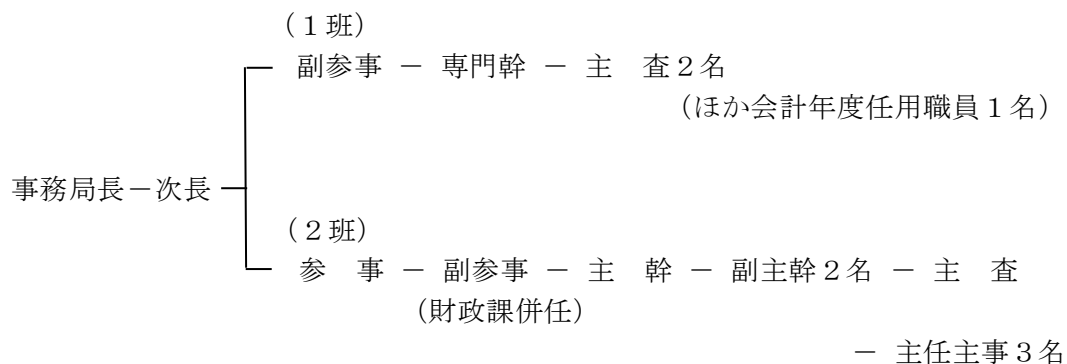 （１班）
副参事 － 専門幹 － 主　査２名
（ほか会計年度任用職員１名）
事務局長－次長
（２班）
参　事 － 副参事 － 主　幹 － 副主幹２名 － 主　査
（財政課併任）
－ 主任主事３名